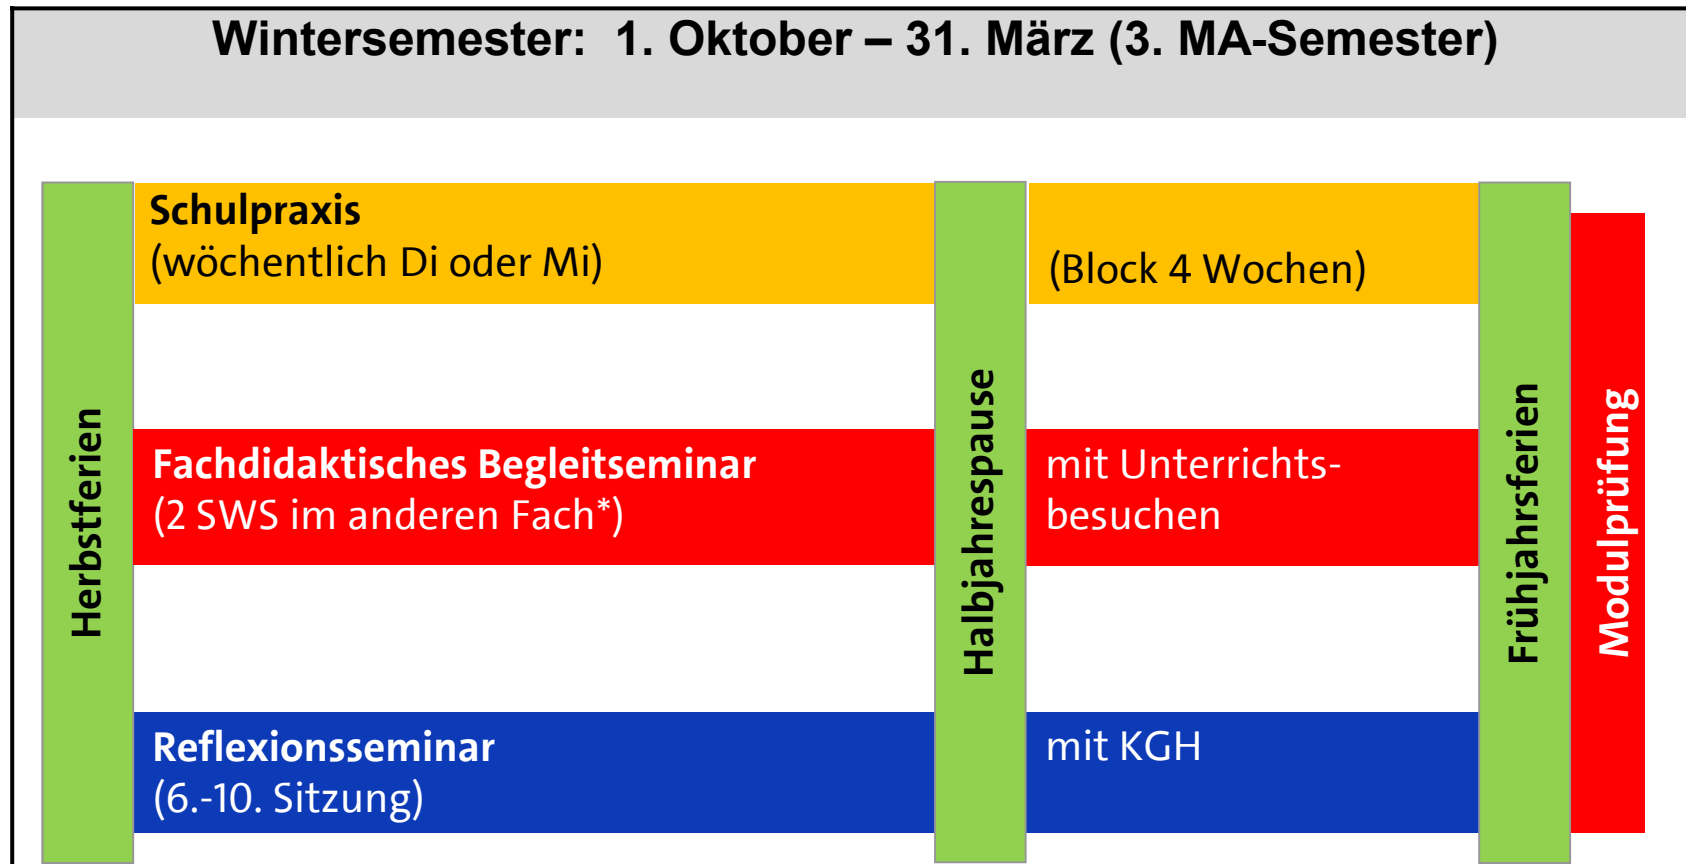 Wintersemester: 1. Oktober – 31. März (3. MA-Semester)
Herbstferien
Schulpraxis
(wöchentlich Di oder Mi)
Fachdidaktisches Begleitseminar
(2 SWS im anderen Fach*)
Reflexionsseminar
(6.-10. Sitzung)
Halbjahrespause
(Block 4 Wochen)
mit Unterrichts-
besuchen
mit KGH
Frühjahrsferien
Modulprüfung